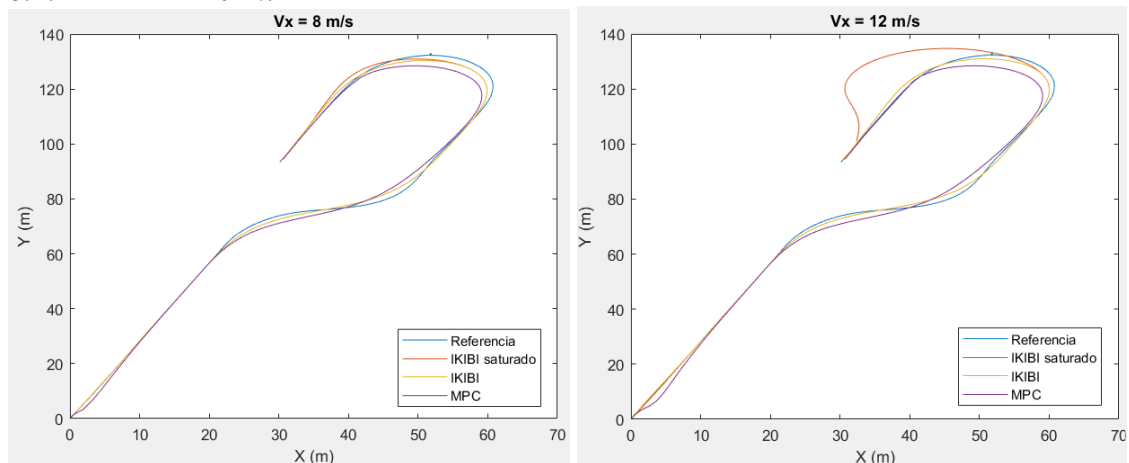 Vx = 8 m/s
140
120
100
80
60
40
20
0
Y (m)
0 10 20 30 40 50 60 70
X (m)
Referencia
IKIBI saturado
IKIBI
MPC
Vx = 12 m/s
140
120
100
80
60
40
20
0
Y (m)
0 10 20 30 40 50 60 70
X (m)
Referencia
IKIBI saturado
IKIBI
MPC